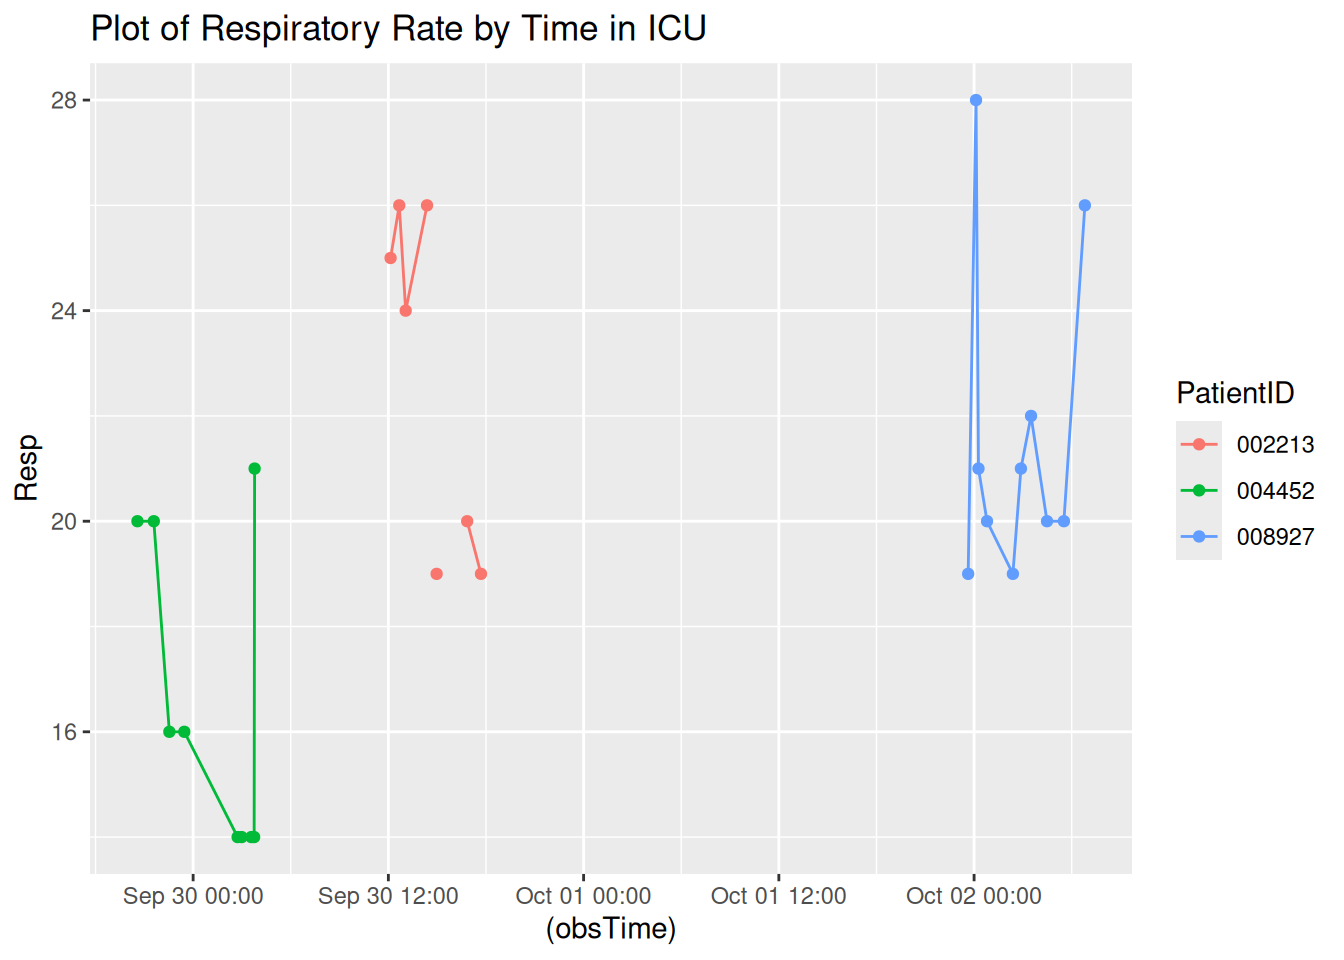 Plot of Respiratory Rate by Time in ICU
28
24
20
16
Resp
Sep 30 00:00
Sep 30 12:00
Oct 01 00:00
Oct 01 12:00
Oct 02 00:00
(obsTime)
PatientID
002213
004452
008927